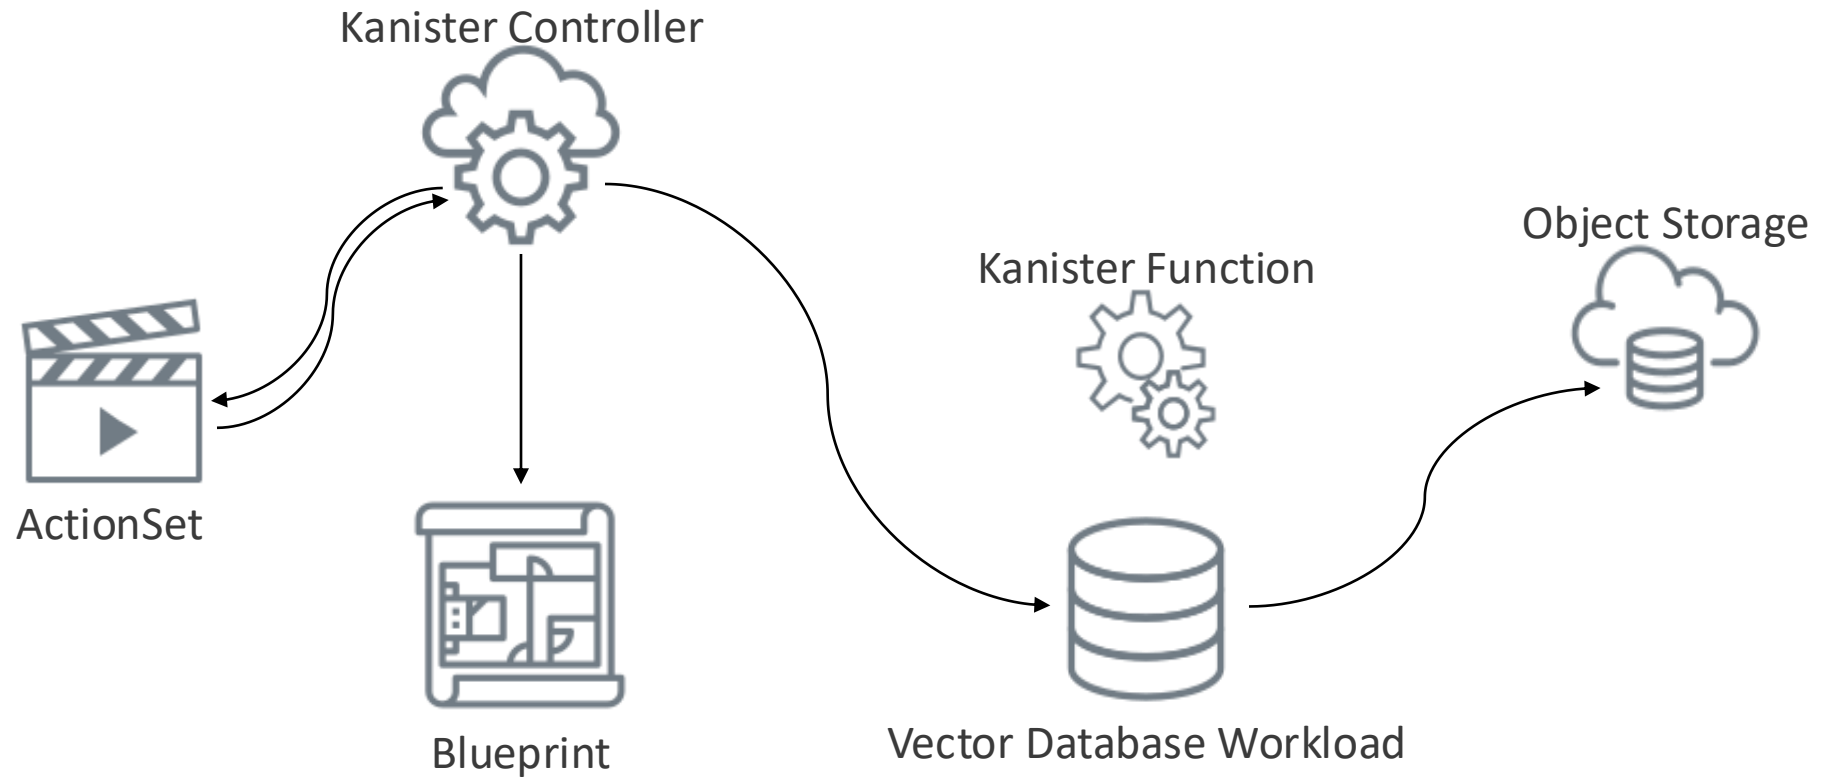 Kanister Controller
Object Storage
Kanister Function
ActionSet
Blueprint
Vector Database Workload